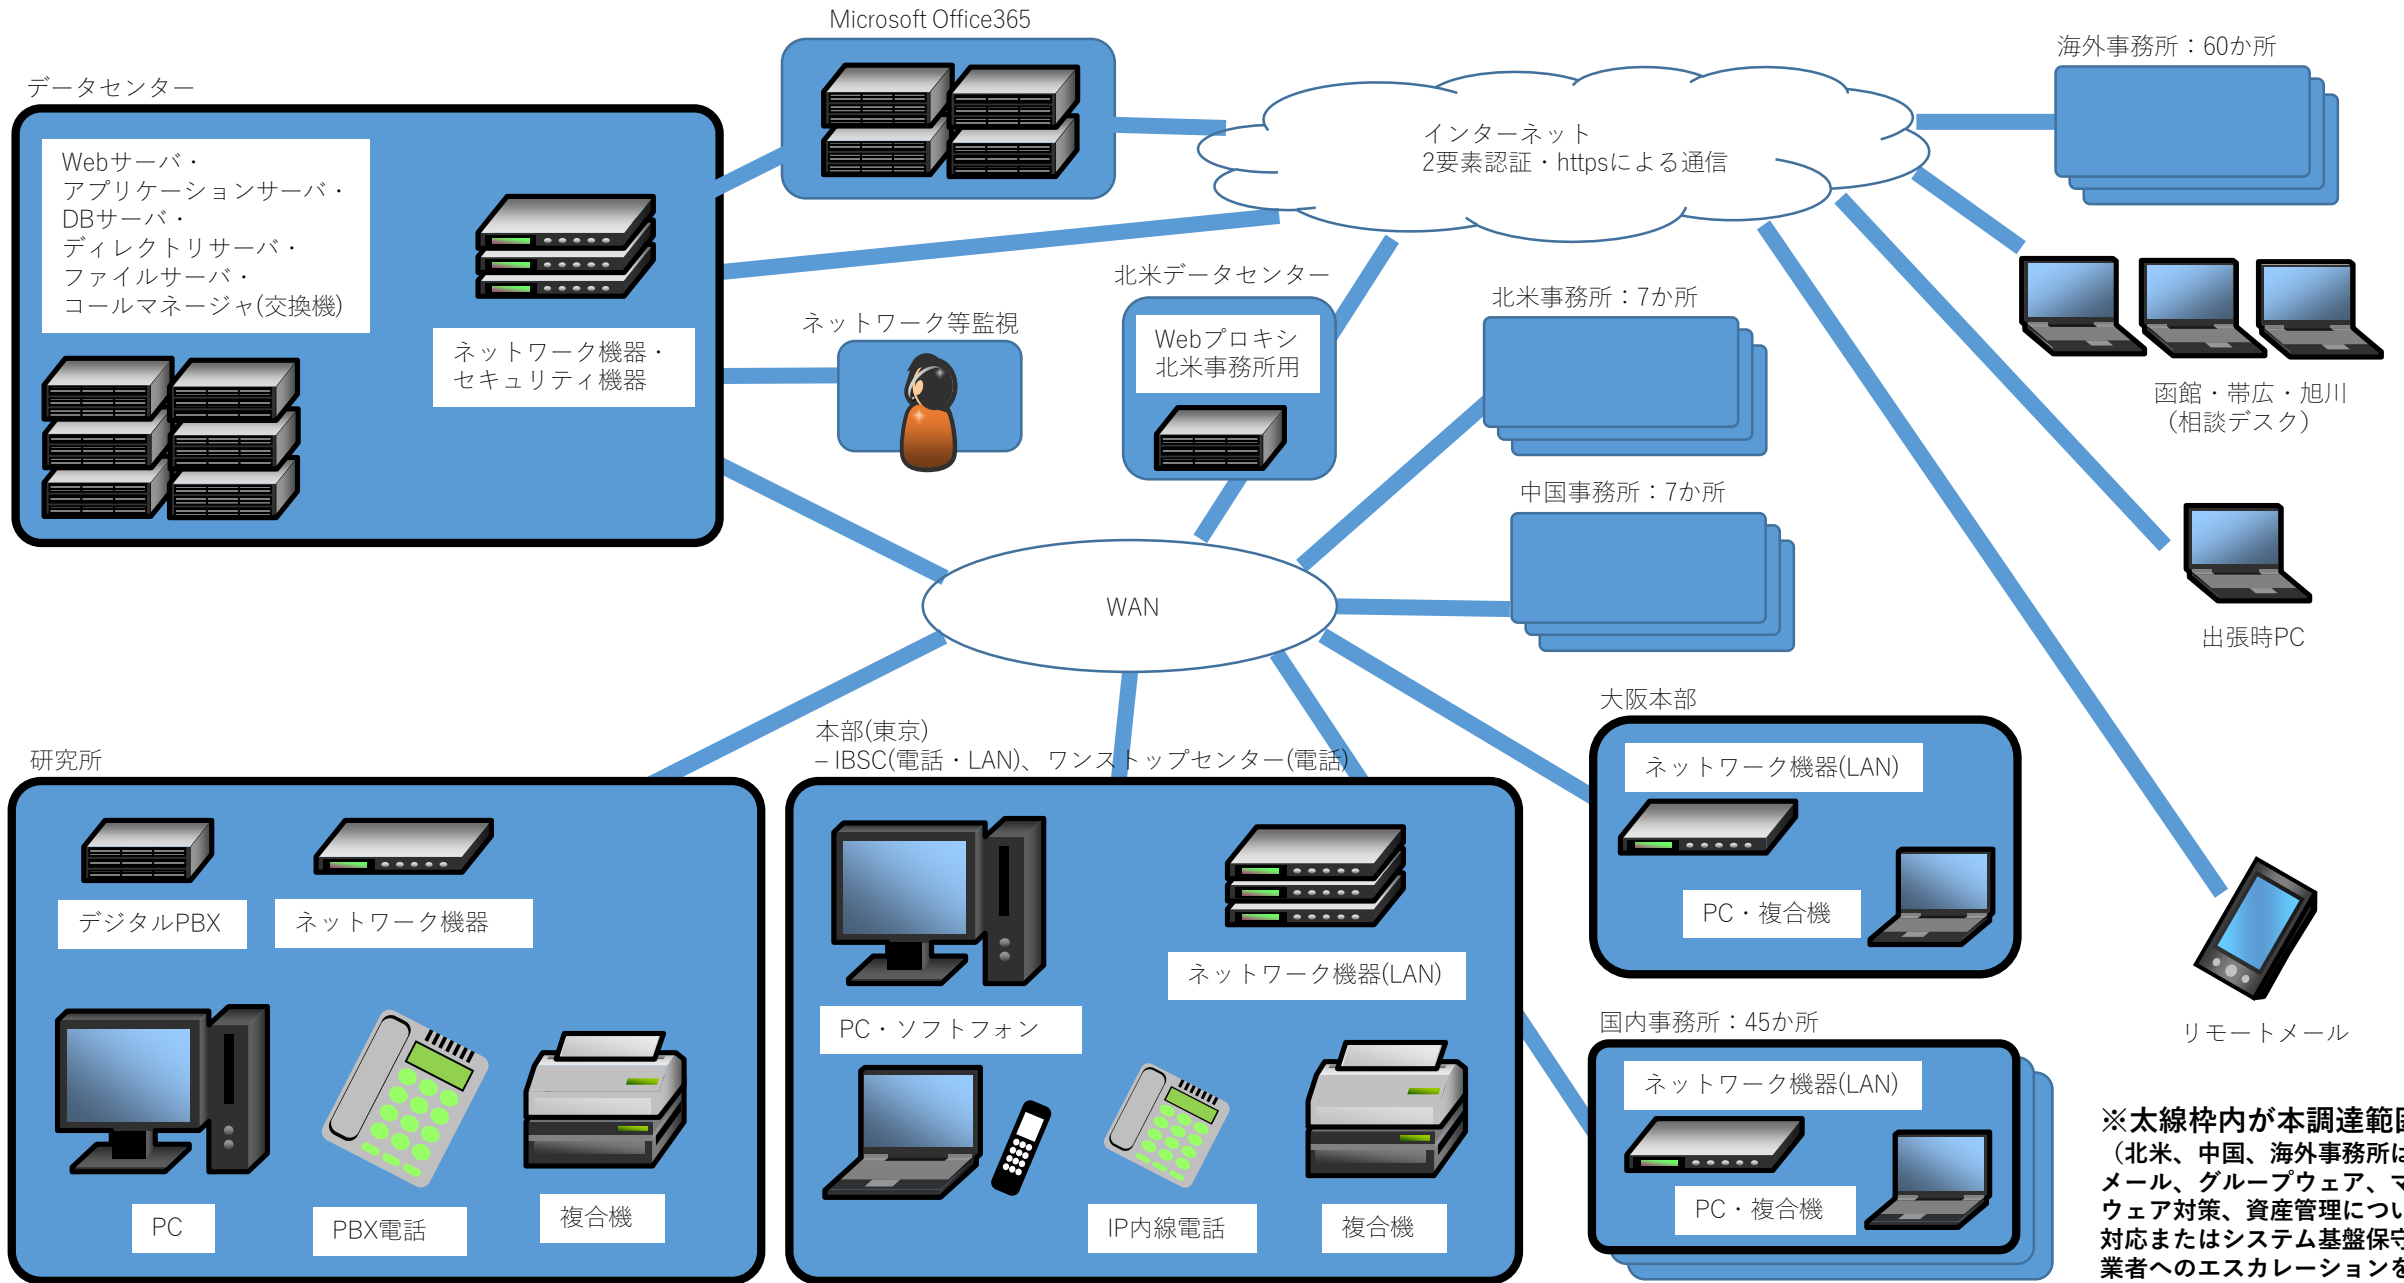 Microsoft Office365
海外事務所：60か所
データセンター
Webサーバ・
アプリケーションサーバ・
DBサーバ・
ディレクトリサーバ・
ファイルサーバ・
コールマネージャ(交換機)
ネットワーク機器・
セキュリティ機器
インターネット
2要素認証・httpsによる通信
ネットワーク等監視
北米データセンター
Webプロキシ
北米事務所用
北米事務所：7か所
函館・帯広・旭川
（相談デスク）
中国事務所：7か所
WAN
出張時PC
研究所
デジタルPBX
ネットワーク機器
PC
PBX電話
複合機
本部(東京)
– IBSC(電話・LAN)、ワンストップセンター(電話)
ネットワーク機器(LAN)
PC・ソフトフォン
IP内線電話
複合機
大阪本部
ネットワーク機器(LAN)
PC・複合機
国内事務所：45か所
ネットワーク機器(LAN)
PC・複合機
リモートメール
※太線枠内が本調達範囲
（北米、中国、海外事務所は
メール、グループウェア、マ
ウェア対策、資産管理につい
対応またはシステム基盤保守
業者へのエスカレーションを